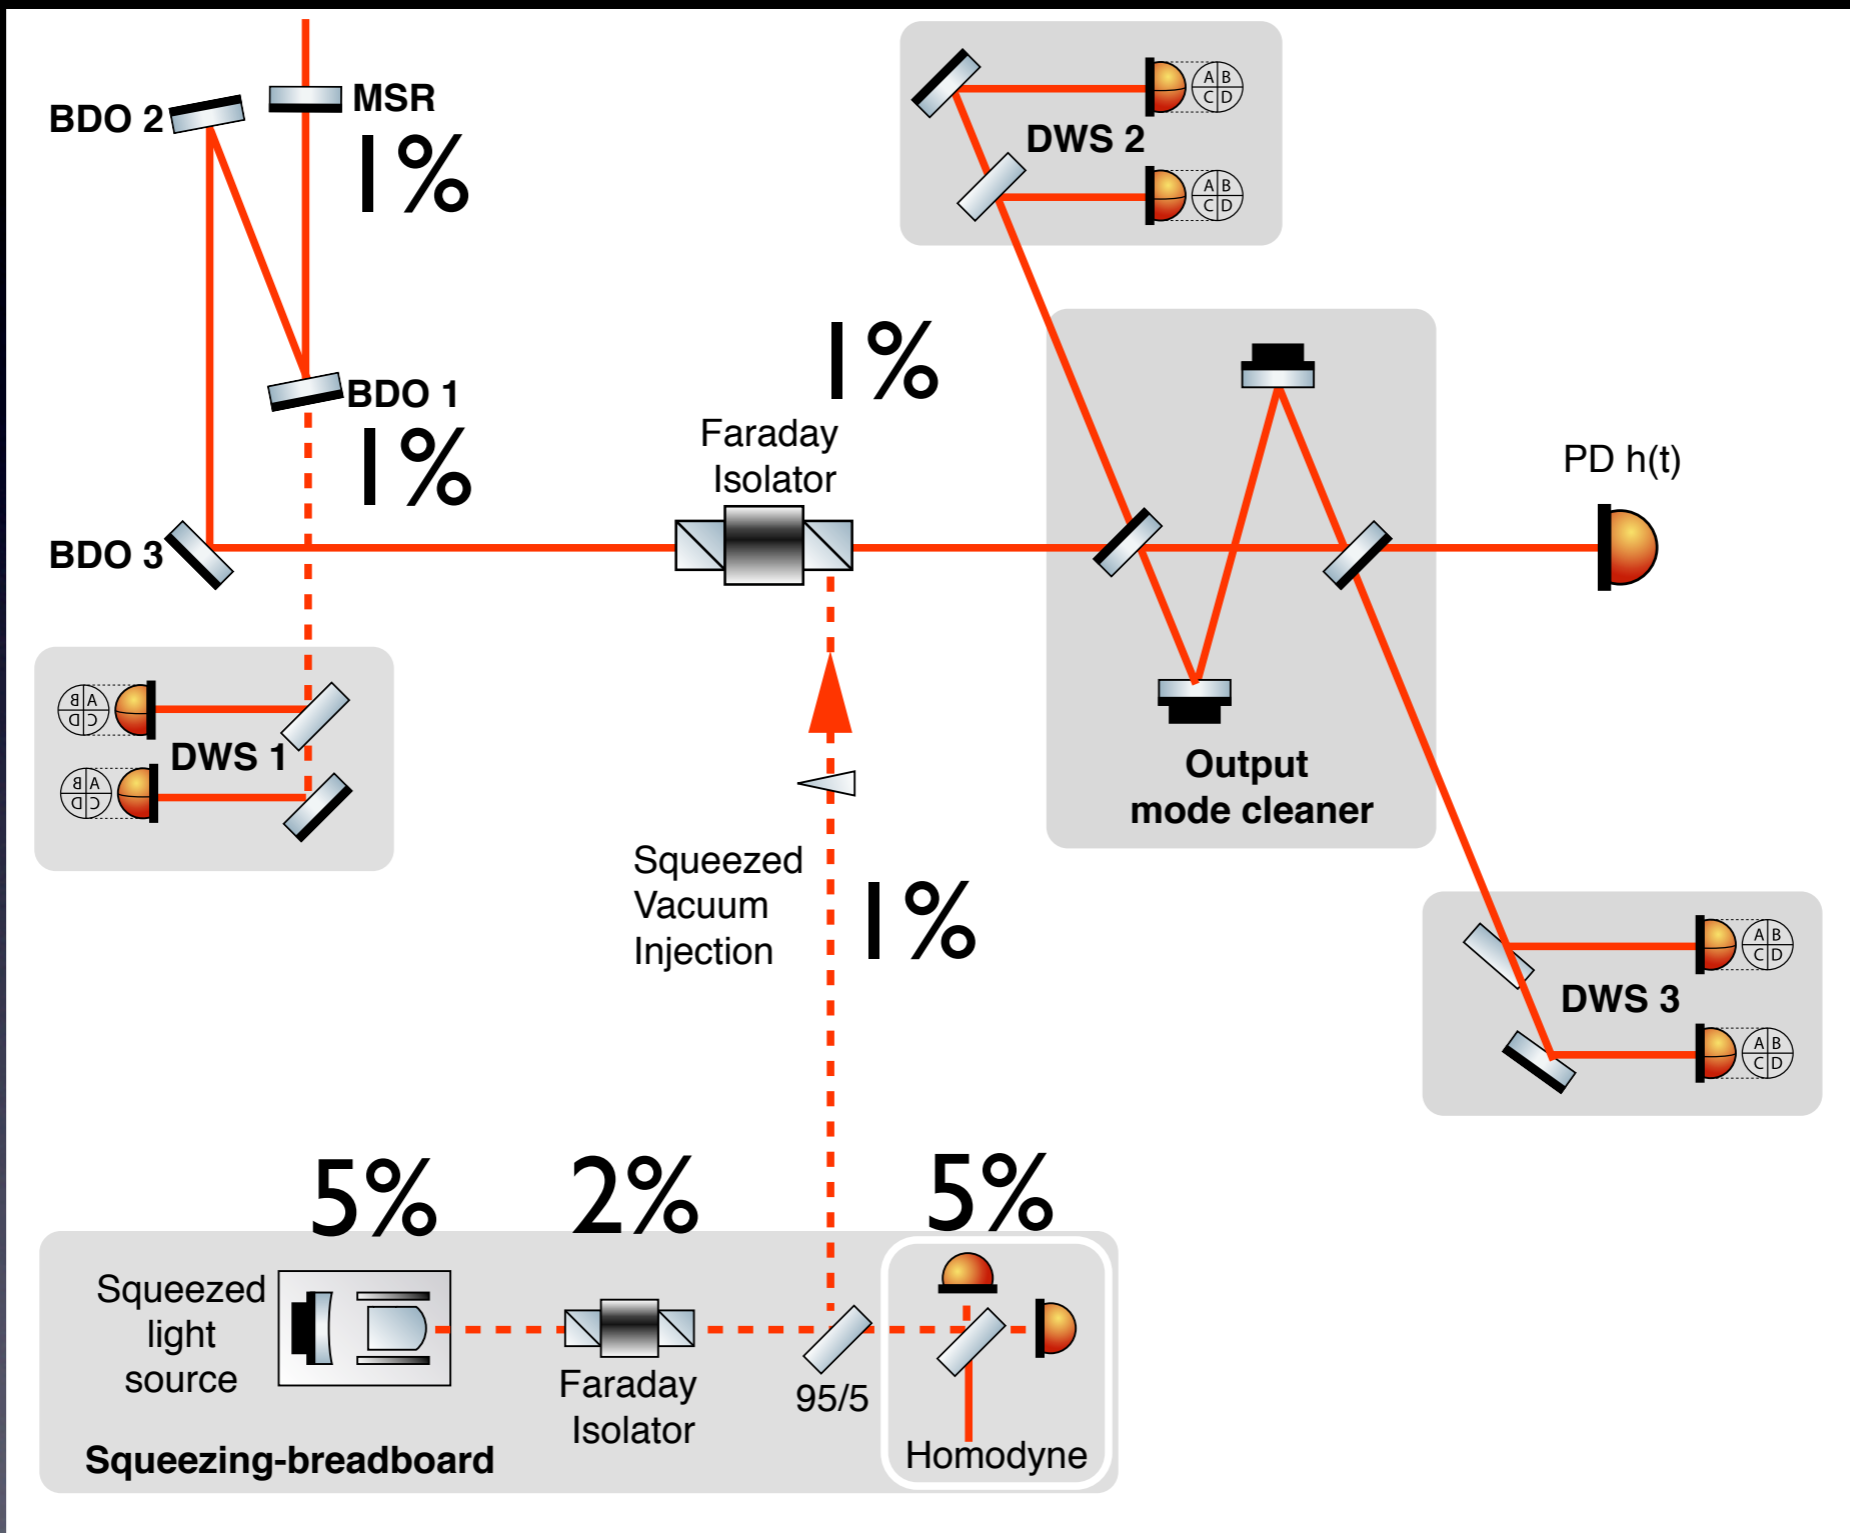 BDO 2
MSR
1%
BDO 1
1%
BDO 3
DWS 1
A B
C D
A B
C D
DWS 2
A B
C D
A B
C D
1%
Faraday
Isolator
PD h(t)
Output
mode cleaner
Squeezed
Vacuum
Injection
1%
DWS 3
A B
C D
A B
C D
5%
2%
5%
Squeezed
light
source
Faraday
Isolator
95/5
Homodyne
Squeezing-breadboard